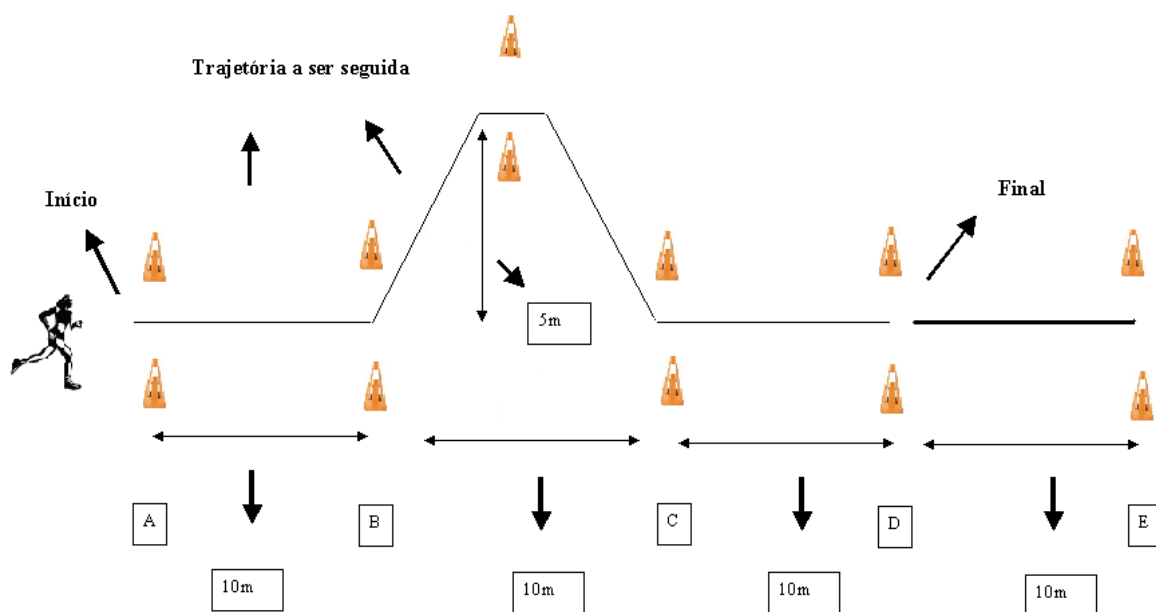 Trajetória a ser seguida
Início
Final
5m
A
B
C
D
E
10m
10m
10m
10m